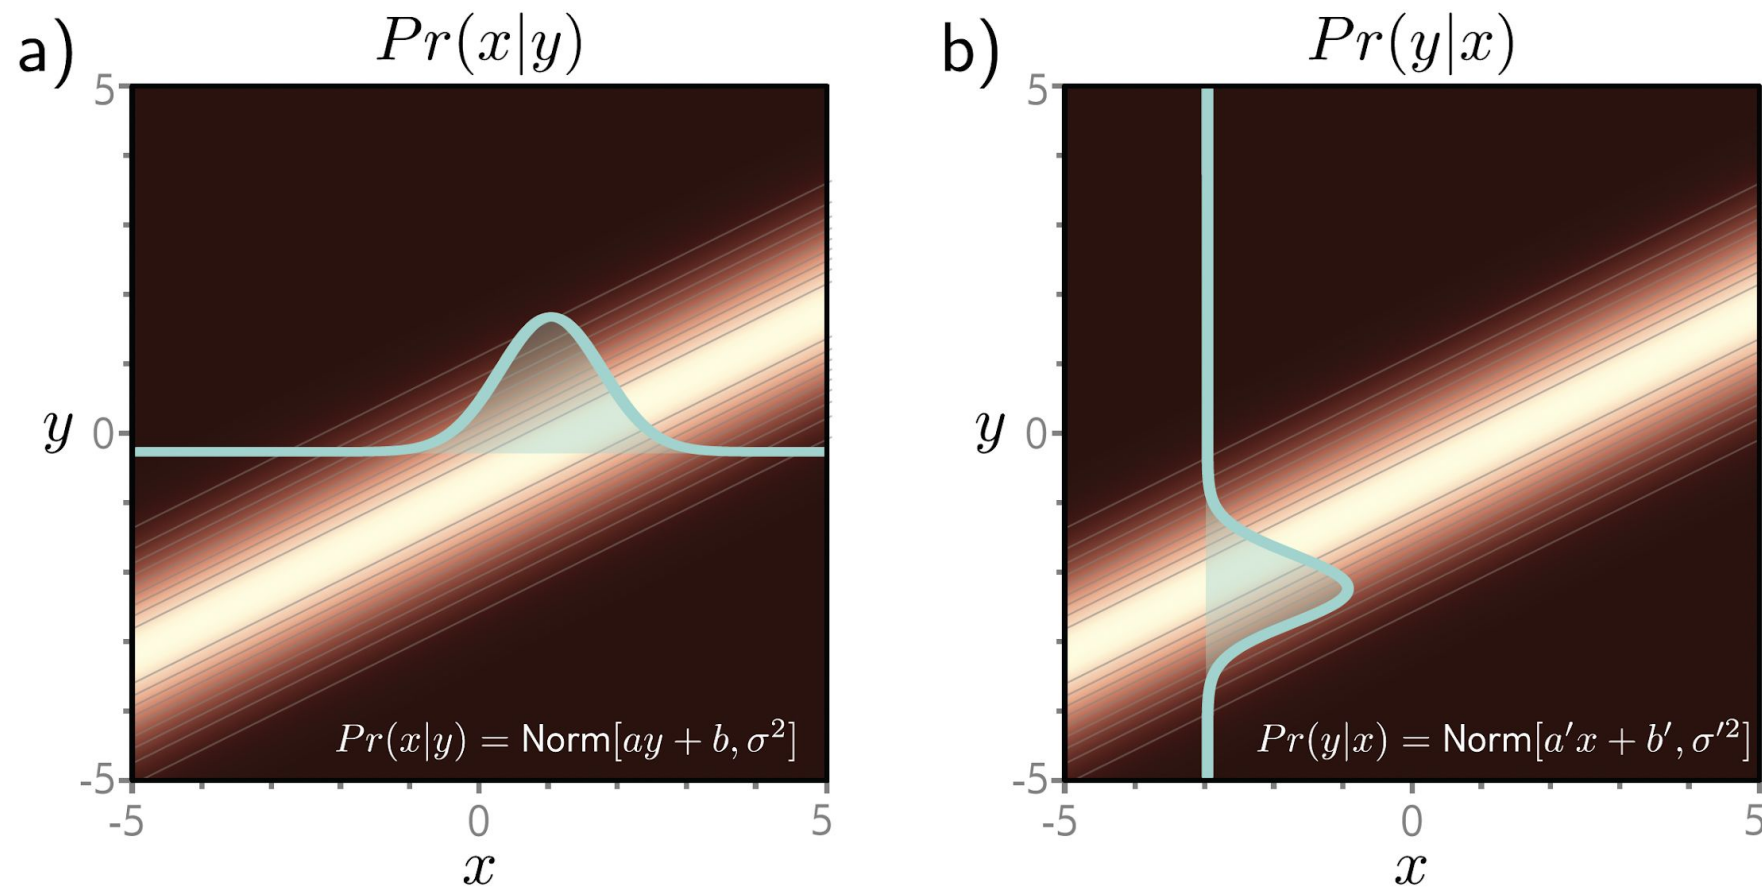 a) Pr(x|y)
5
y 0
-5
-5 0 5
x
Pr(x|y) = Norm[ay + b, σ²]
b) Pr(y|x)
5
y 0
-5
-5 0 5
x
Pr(y|x) = Norm[a′x + b′, σ′²]